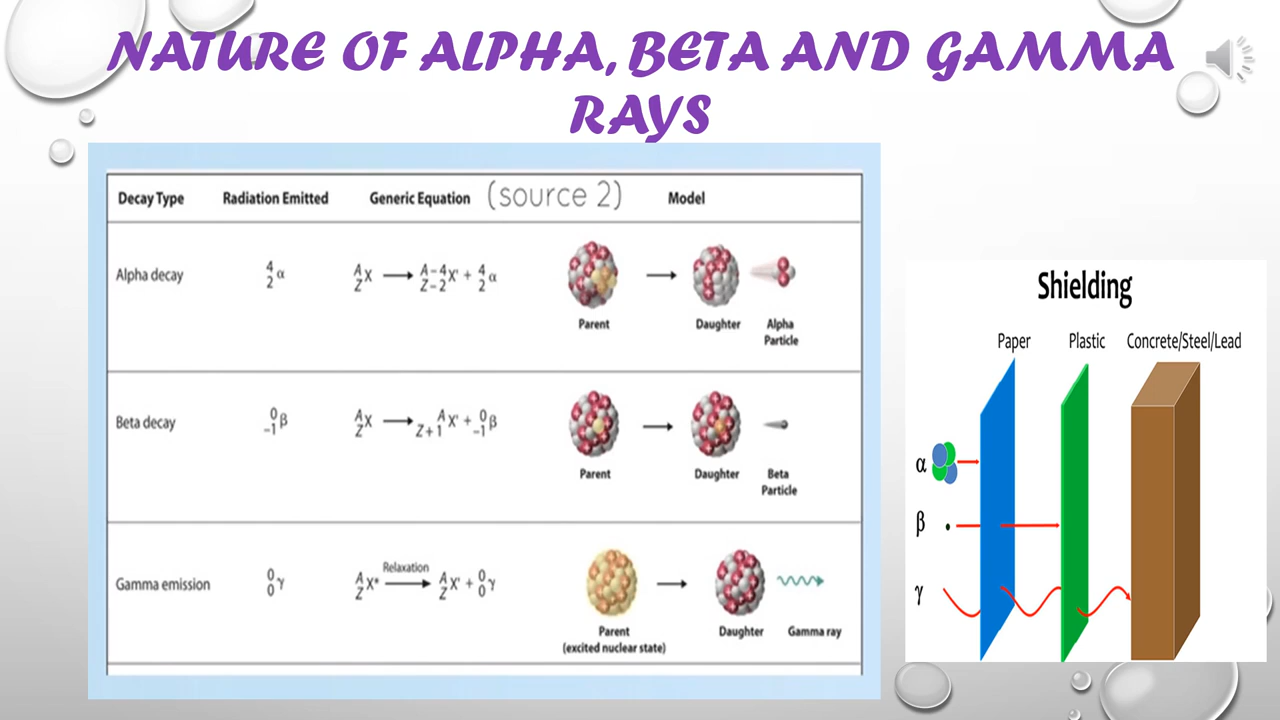 NATURE OF ALPHA, BETA AND GAMMA
RAYS
Decay Type Radiation Emitted Generic Equation (source 2) Model
Alpha decay ⁴₂α ᴬ_ZX ⟶ ᴬ⁻⁴_Z₋₂X' + ⁴₂α
Parent Daughter Alpha
Particle
Beta decay ⁰₋₁β ᴬ_ZX ⟶ ᴬ_Z₊₁X' + ⁰₋₁β
Parent Daughter Beta
Particle
Relaxation
Gamma emission ⁰₀γ ᴬ_ZX* ⟶ ᴬ_ZX' + ⁰₀γ
Parent Daughter Gamma ray
(excited nuclear state)
Shielding
Paper Plastic Concrete/Steel/Lead
α
β
γ